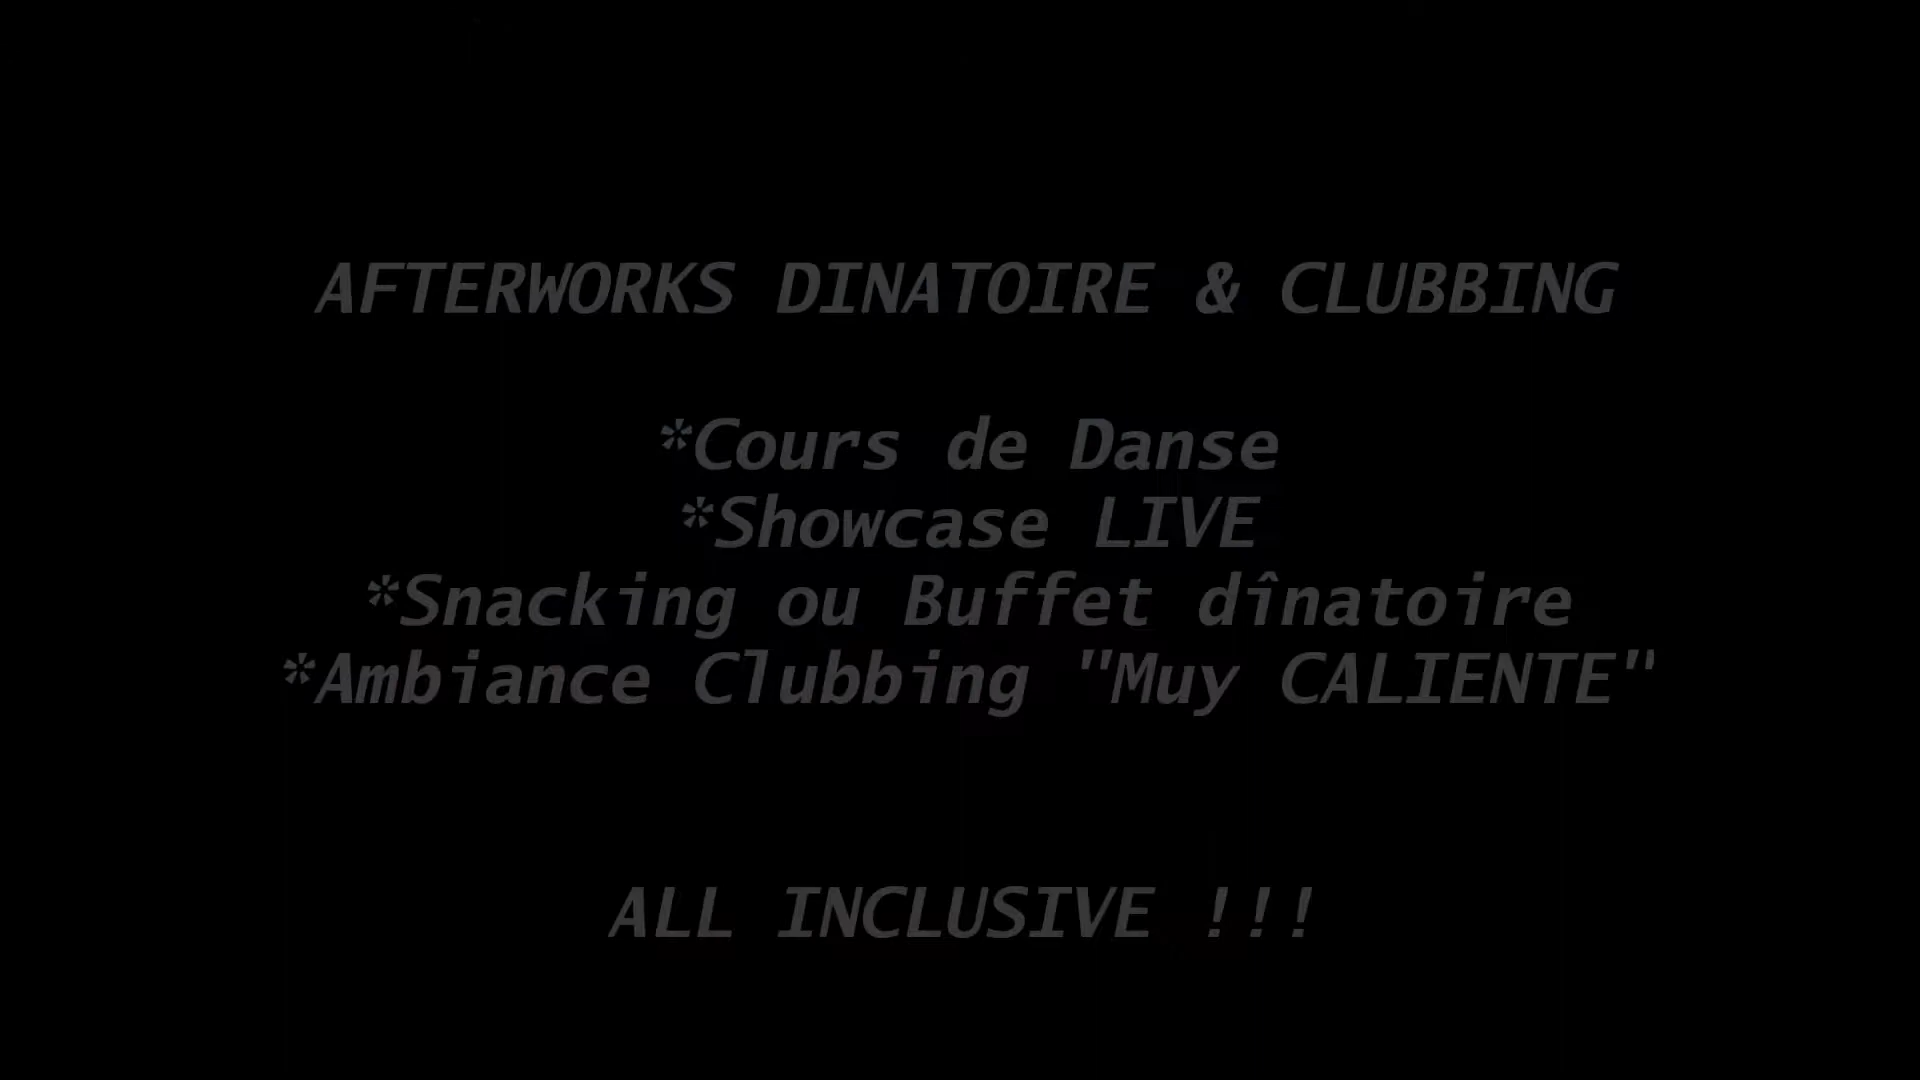 AFTERWORKS DINATOIRE & CLUBBING
*Cours de Danse
*Showcase LIVE
*Snacking ou Buffet dînatoire
*Ambiance Clubbing "Muy CALIENTE"
ALL INCLUSIVE !!!